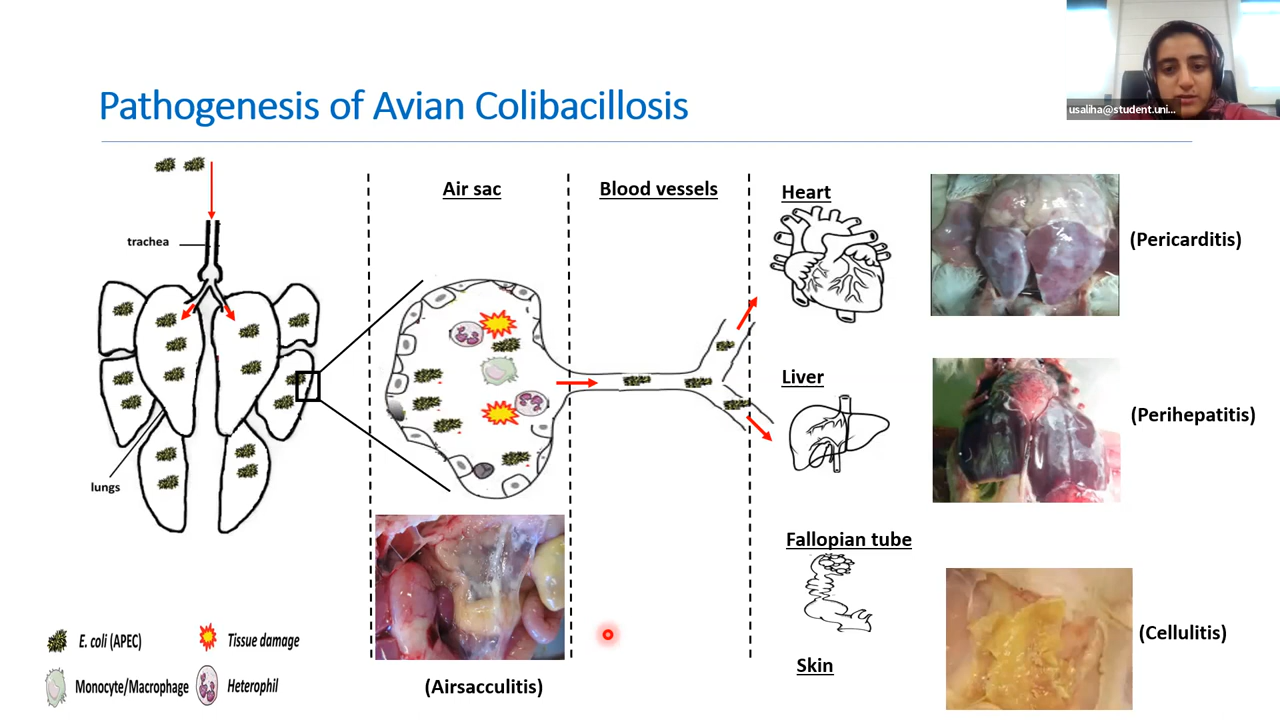 Pathogenesis of Avian Colibacillosis
usaliha@student.uni...
trachea
lungs
Air sac
Blood vessels
Heart
(Pericarditis)
Liver
(Perihepatitis)
Fallopian tube
Skin
(Cellulitis)
(Airsacculitis)
E. coli (APEC)
Tissue damage
Monocyte/Macrophage
Heterophil